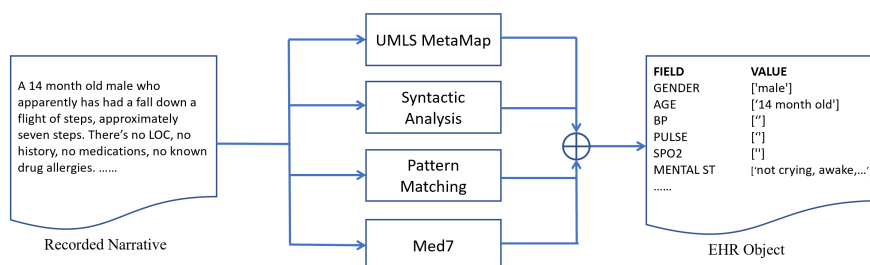 A 14 month old male who
apparently has had a fall down a
flight of steps, approximately
seven steps. There's no LOC, no
history, no medications, no known
drug allergies. ……
Recorded Narrative
UMLS MetaMap
Syntactic
Analysis
Pattern
Matching
Med7
FIELD VALUE
GENDER ['male']
AGE [‘14 month old']
BP [‘’]
PULSE [‘']
SPO2 ['']
MENTAL ST [‘not crying, awake,…’
……
EHR Object